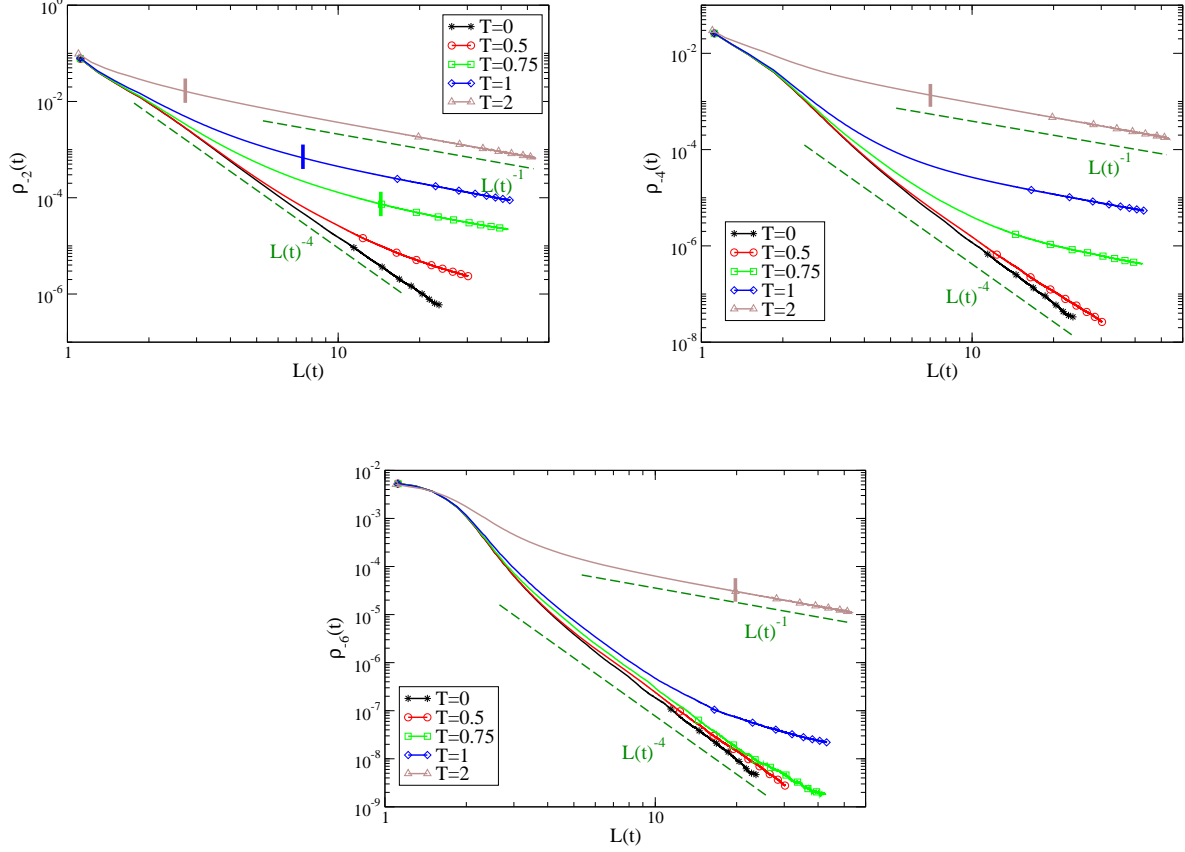 10^0
10^-2
10^-4
10^-6
ρ_-2(t)
1
10
L(t)
T=0
T=0.5
T=0.75
T=1
T=2
L(t)^-1
L(t)^-4
10^-2
10^-4
10^-6
10^-8
ρ_-4(t)
1
10
L(t)
T=0
T=0.5
T=0.75
T=1
T=2
L(t)^-1
L(t)^-4
10^-2
10^-3
10^-4
10^-5
10^-6
10^-7
10^-8
10^-9
ρ_-6(t)
1
10
L(t)
T=0
T=0.5
T=0.75
T=1
T=2
L(t)^-1
L(t)^-4